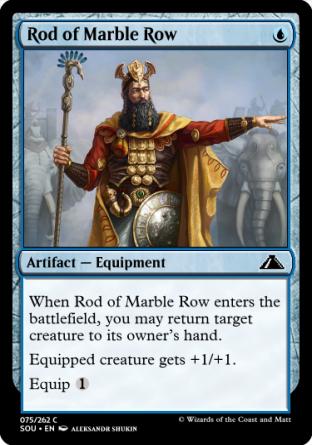 Rod of Marble Row
Artifact — Equipment
When Rod of Marble Row enters the
battlefield, you may return target
creature to its owner's hand.
Equipped creature gets +1/+1.
Equip 1
075/262 C
SOU • EN ALEKSANDR SHUKIN
© Wizards of the Coast and Matt